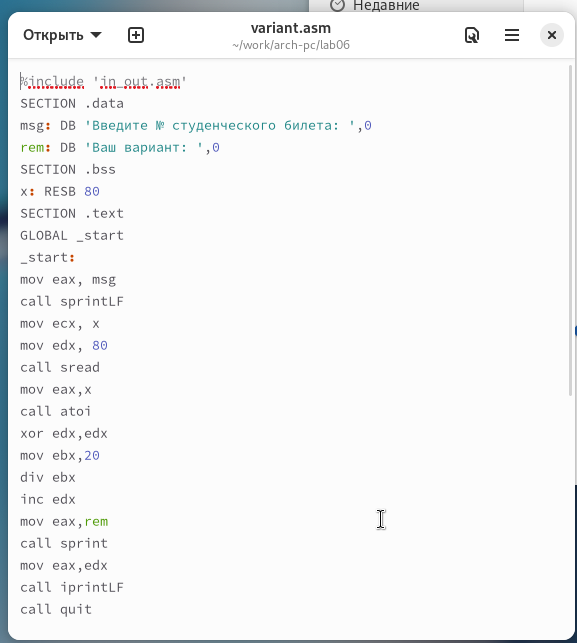 Недавние
Открыть
variant.asm
~/work/arch-pc/lab06
%include 'in_out.asm'
SECTION .data
msg: DB 'Введите № студенческого билета: ',0
rem: DB 'Ваш вариант: ',0
SECTION .bss
x: RESB 80
SECTION .text
GLOBAL _start
_start:
mov eax, msg
call sprintLF
mov ecx, x
mov edx, 80
call sread
mov eax,x
call atoi
xor edx,edx
mov ebx,20
div ebx
inc edx
mov eax,rem
call sprint
mov eax,edx
call iprintLF
call quit